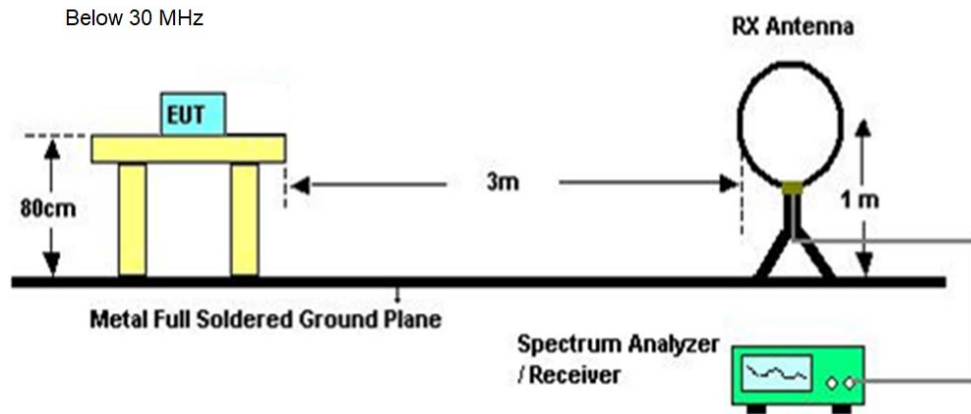 Below 30 MHz
RX Antenna
EUT
80cm
3m
1 m
Metal Full Soldered Ground Plane
Spectrum Analyzer
/ Receiver